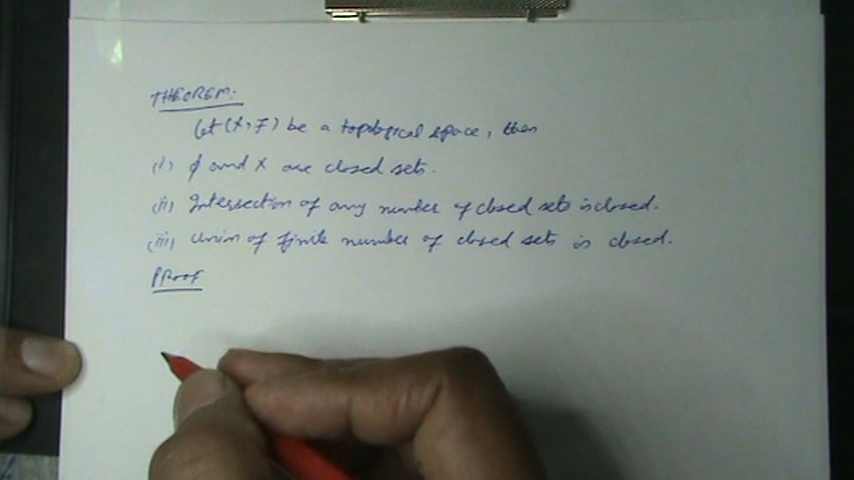 THEOREM:
Let (X, T) be a topological space, then
(i) φ and X are closed sets.
(ii) Intersection of any number of closed sets is closed.
(iii) Union of finite number of closed sets is closed.
PROOF